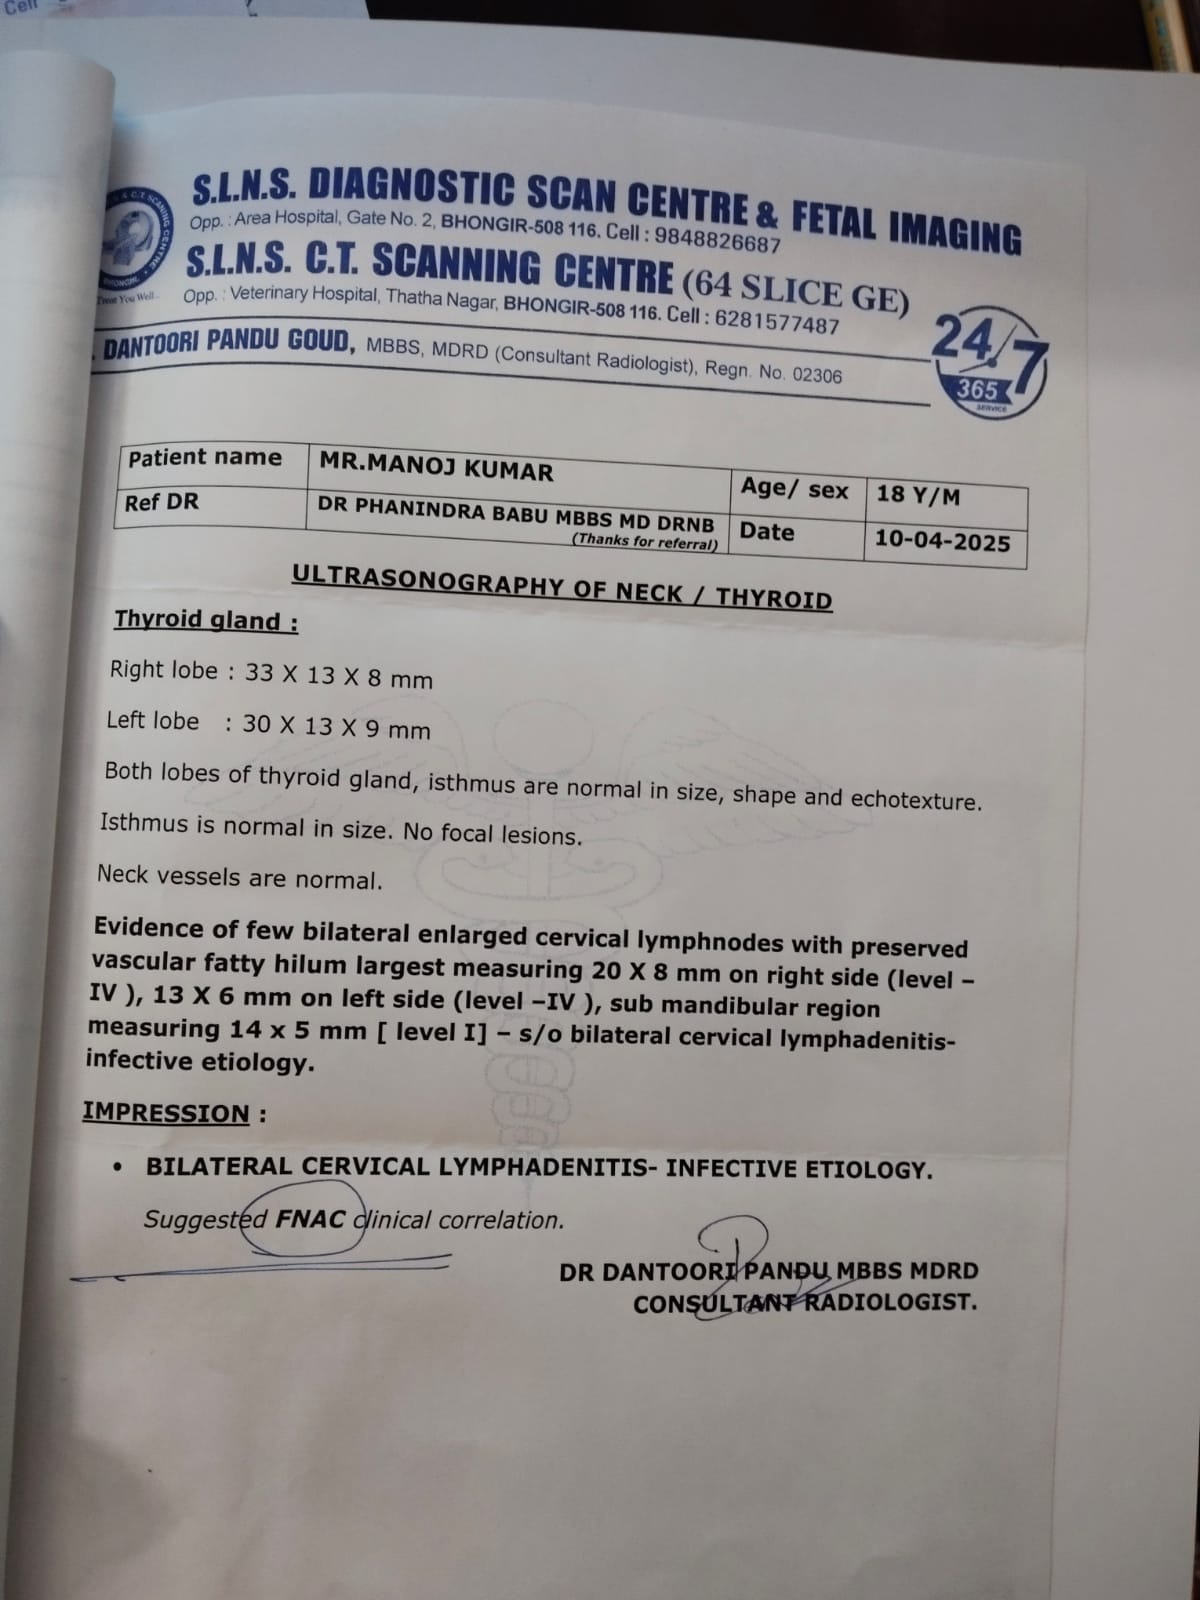 Cell
S.L.N.S. DIAGNOSTIC SCAN CENTRE & FETAL IMAGING
Opp. : Area Hospital, Gate No. 2, BHONGIR-508 116. Cell : 9848826687
S.L.N.S. C.T. SCANNING CENTRE (64 SLICE GE)
Opp. : Veterinary Hospital, Thatha Nagar, BHONGIR-508 116. Cell : 6281577487
DANTOORI PANDU GOUD, MBBS, MDRD (Consultant Radiologist), Regn. No. 02306
24/7
365
SERVICE
C.T. SCANING CENTRE
BHONGIR
Treat You Well..
Patient name MR.MANOJ KUMAR Age/ sex 18 Y/M
Ref DR DR PHANINDRA BABU MBBS MD DRNB Date 10-04-2025
(Thanks for referral)
ULTRASONOGRAPHY OF NECK / THYROID
Thyroid gland :
Right lobe : 33 X 13 X 8 mm
Left lobe : 30 X 13 X 9 mm
Both lobes of thyroid gland, isthmus are normal in size, shape and echotexture.
Isthmus is normal in size. No focal lesions.
Neck vessels are normal.
Evidence of few bilateral enlarged cervical lymphnodes with preserved
vascular fatty hilum largest measuring 20 X 8 mm on right side (level –
IV ), 13 X 6 mm on left side (level –IV ), sub mandibular region
measuring 14 x 5 mm [ level I] – s/o bilateral cervical lymphadenitis-
infective etiology.
IMPRESSION :
• BILATERAL CERVICAL LYMPHADENITIS- INFECTIVE ETIOLOGY.
Suggested FNAC clinical correlation.
DR DANTOORI PANDU MBBS MDRD
CONSULTANT RADIOLOGIST.